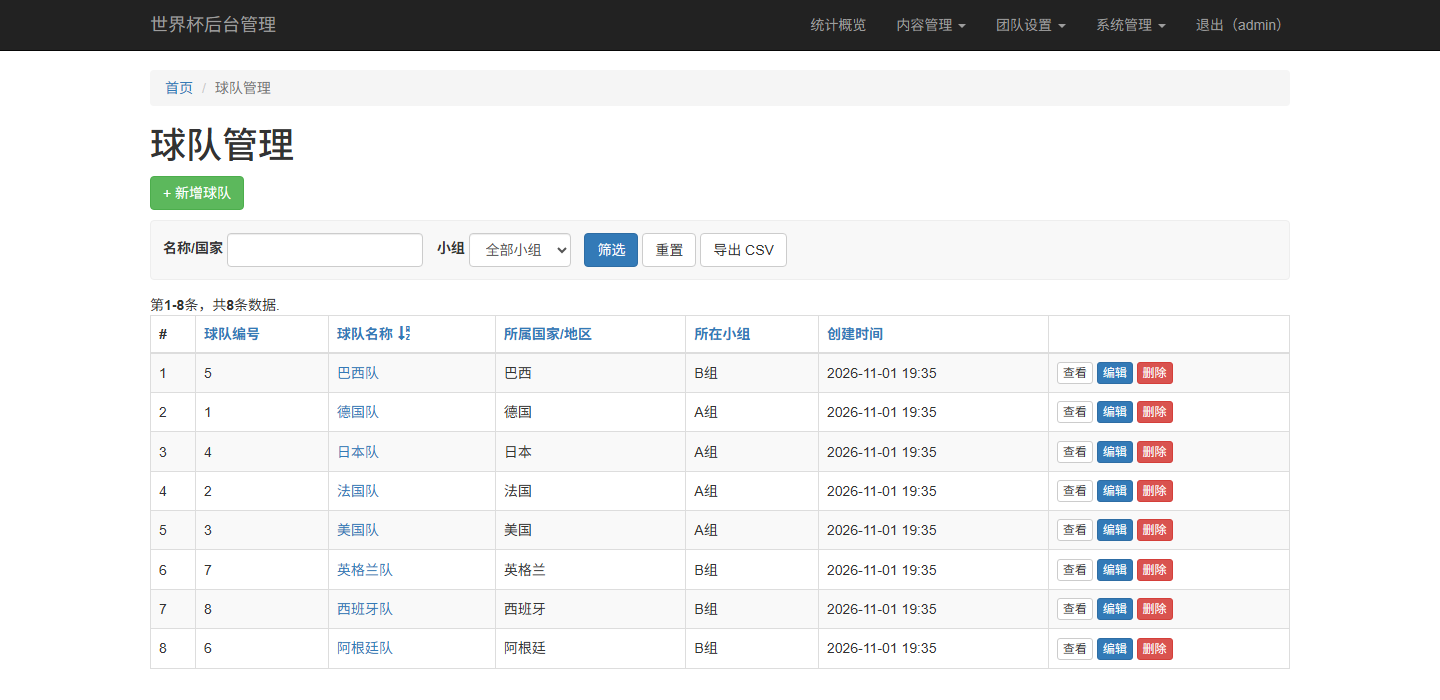 世界杯后台管理 统计概览 内容管理 团队设置 系统管理 退出（admin）
首页 / 球队管理
球队管理
+ 新增球队
名称/国家 小组 全部小组 筛选 重置 导出 CSV
第1-8条，共8条数据.
# 球队编号 球队名称 所属国家/地区 所在小组 创建时间
1 5 巴西队 巴西 B组 2026-11-01 19:35 查看 编辑 删除
2 1 德国队 德国 A组 2026-11-01 19:35 查看 编辑 删除
3 4 日本队 日本 A组 2026-11-01 19:35 查看 编辑 删除
4 2 法国队 法国 A组 2026-11-01 19:35 查看 编辑 删除
5 3 美国队 美国 A组 2026-11-01 19:35 查看 编辑 删除
6 7 英格兰队 英格兰 B组 2026-11-01 19:35 查看 编辑 删除
7 8 西班牙队 西班牙 B组 2026-11-01 19:35 查看 编辑 删除
8 6 阿根廷队 阿根廷 B组 2026-11-01 19:35 查看 编辑 删除